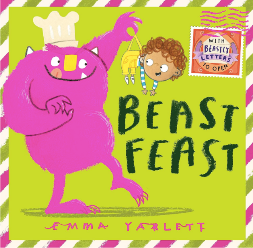 WITH
BEASTLY
LETTERS
TO OPEN
BEAST
FEAST
EMMA YARLETT